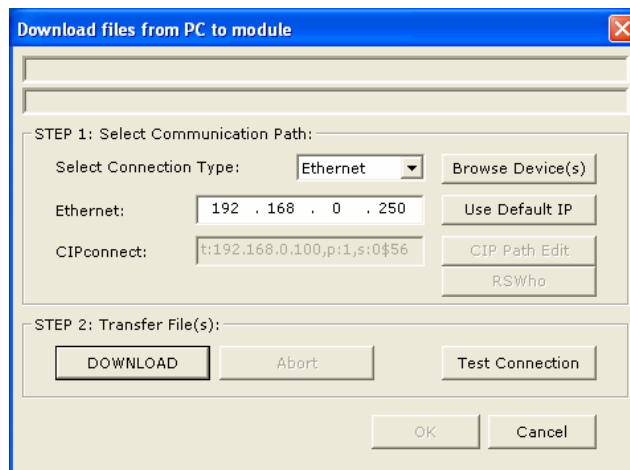 Download files from PC to module
STEP 1: Select Communication Path:
Select Connection Type: Ethernet Browse Device(s)
Ethernet: 192 . 168 . 0 . 250 Use Default IP
CIPconnect: t:192.168.0.100,p:1,s:0$56 CIP Path Edit
RSWho
STEP 2: Transfer File(s):
DOWNLOAD Abort Test Connection
OK Cancel